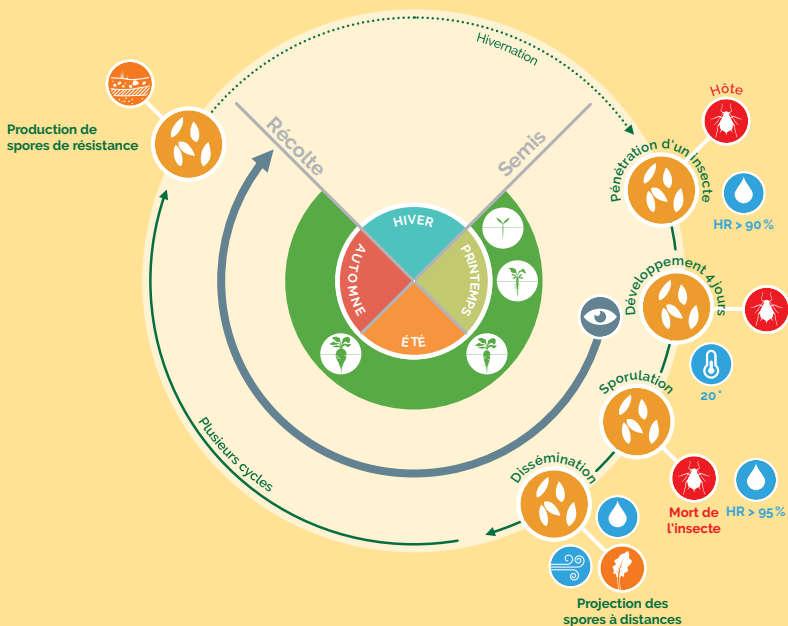 Hivernation
Hôte
Production de
spores de résistance
Récolte
Semis
Pénétration d'un insecte
HR > 90%
HIVER
AUTOMNE
PRINTEMPS
ÉTÉ
Développement 4 jours
20°
Sporulation
Plusieurs cycles
Dissémination
Mort de
l'insecte
HR > 95%
Projection des
spores à distances